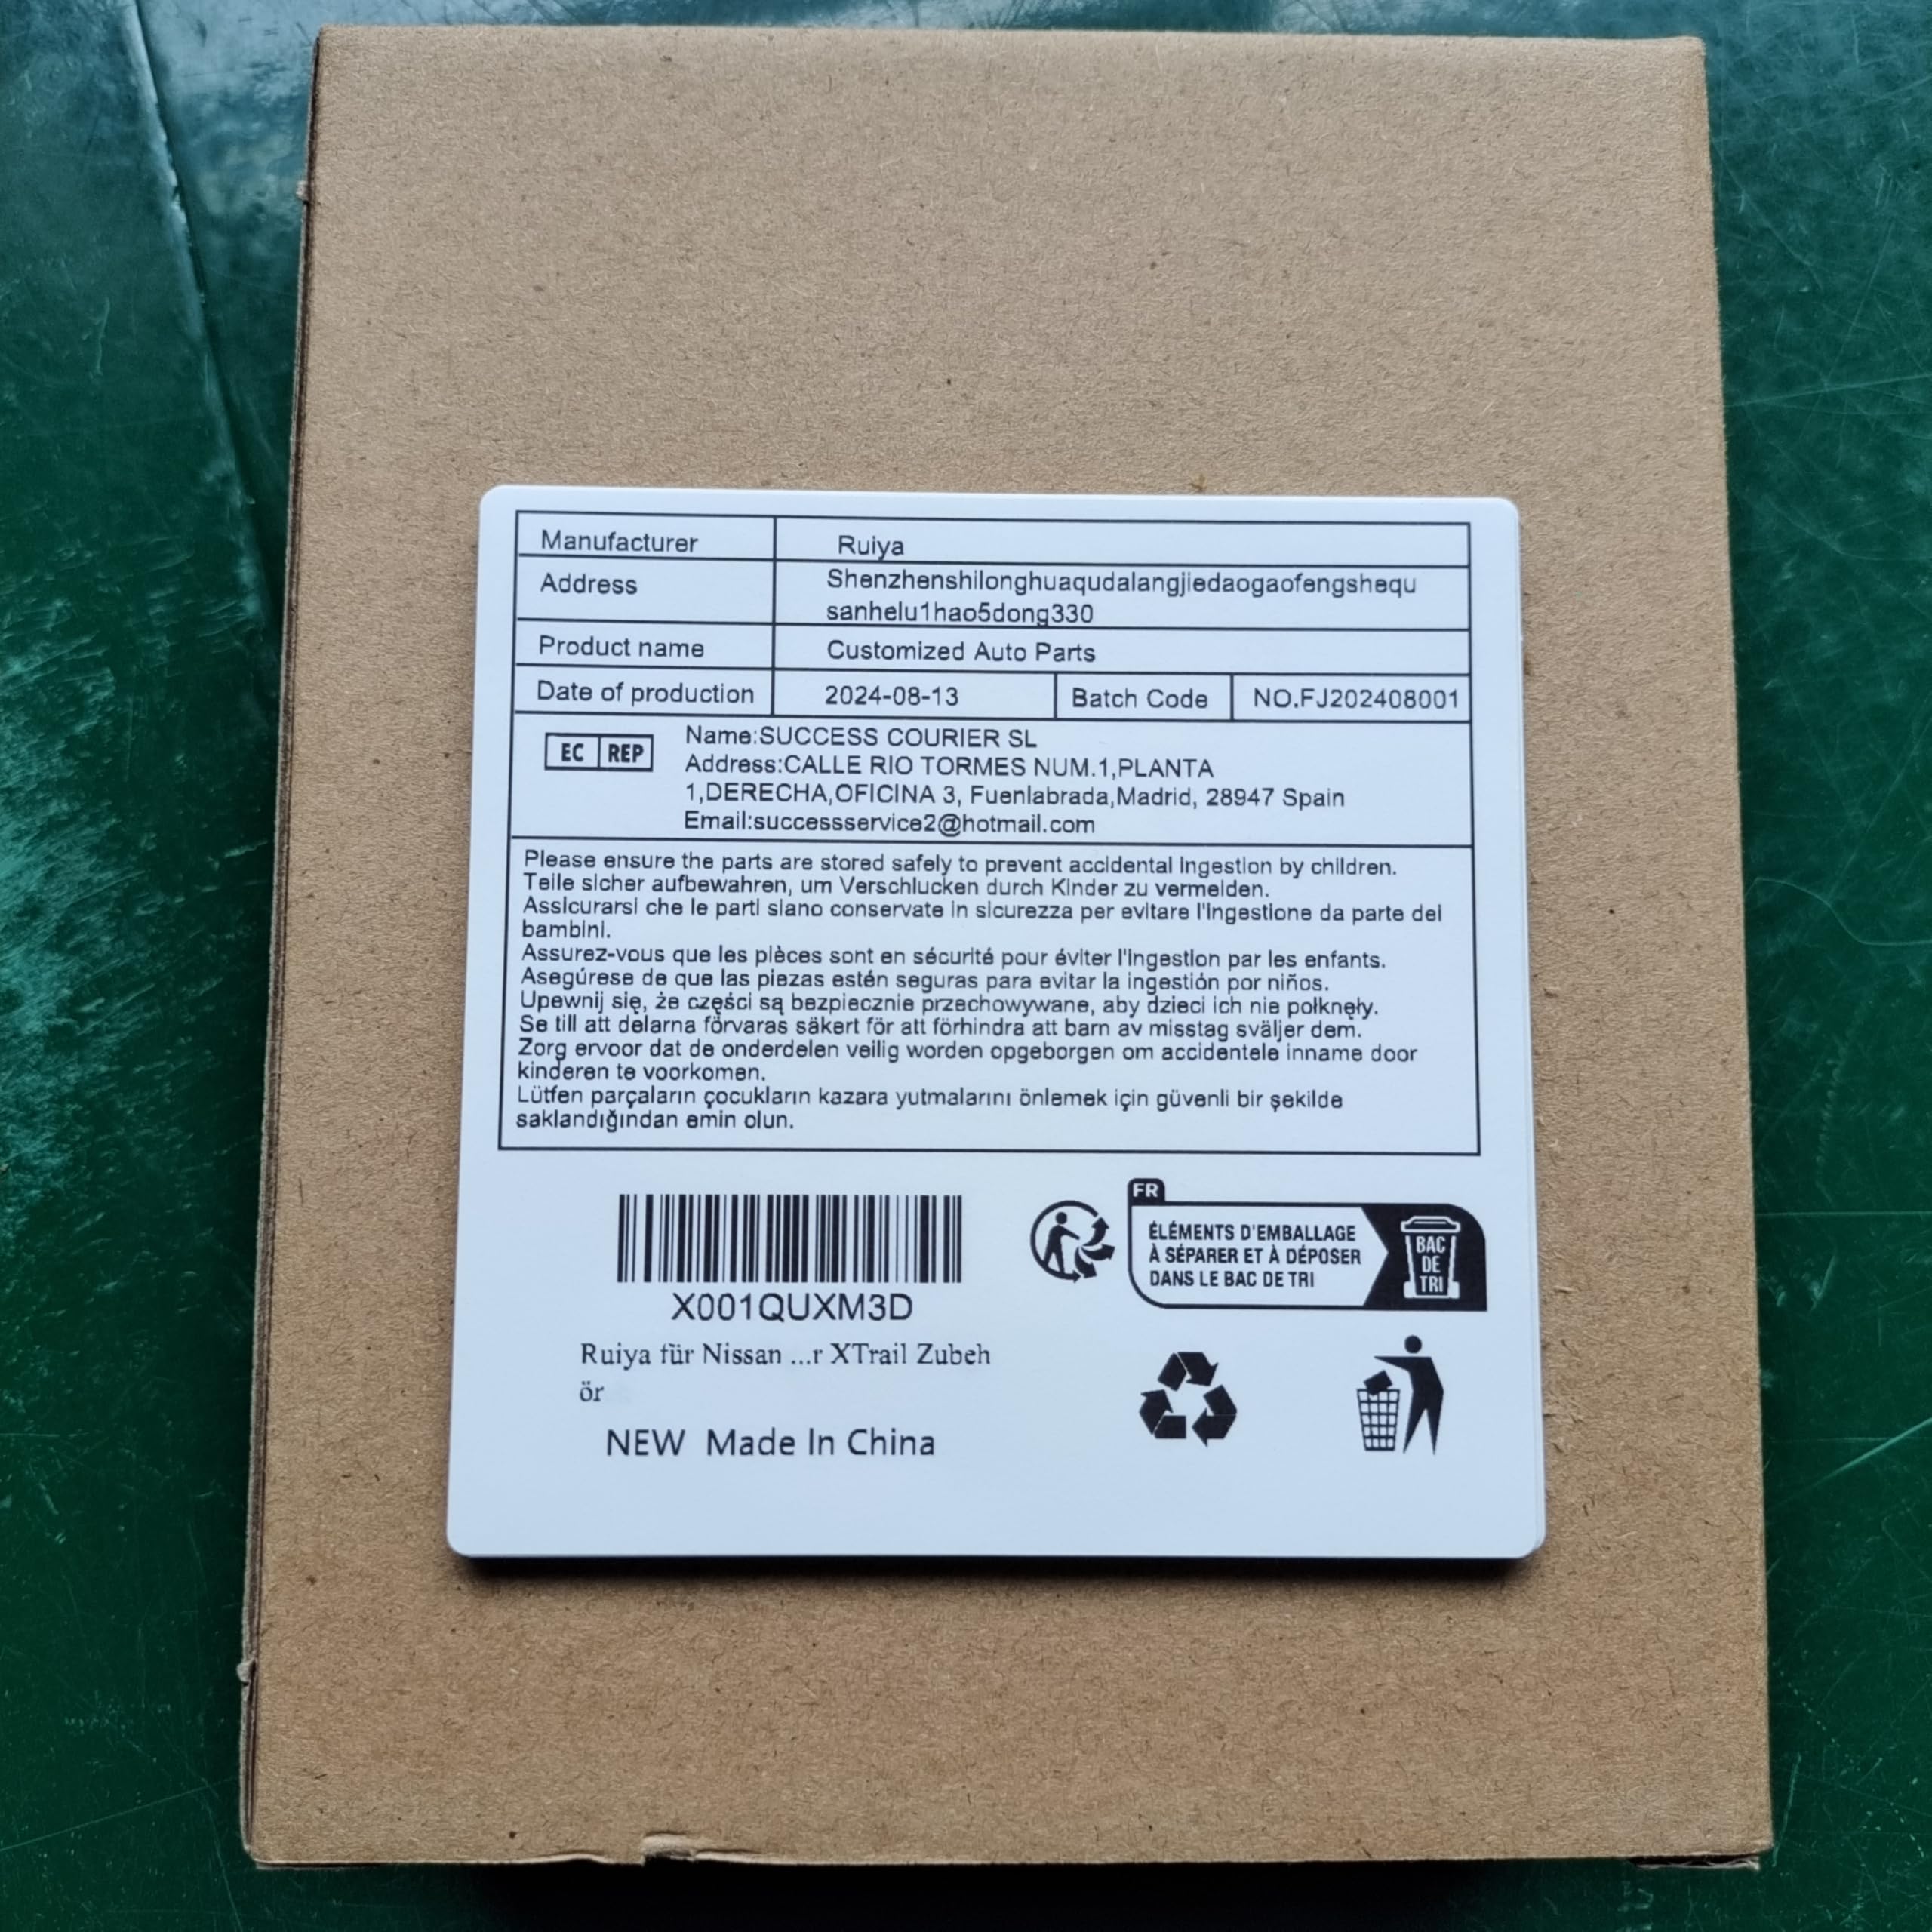 Manufacturer Ruiya
Address Shenzhenshilonghuaqudalangjiedaogaofengshequ
sanhelu1hao5dong330
Product name Customized Auto Parts
Date of production 2024-08-13 Batch Code NO.FJ202408001
EC REP
Name:SUCCESS COURIER SL
Address:CALLE RIO TORMES NUM.1,PLANTA
1,DERECHA,OFICINA 3, Fuenlabrada,Madrid, 28947 Spain
Email:successservice2@hotmail.com
Please ensure the parts are stored safely to prevent accidental ingestion by children.
Teile sicher aufbewahren, um Verschlucken durch Kinder zu vermeiden.
Assicurarsi che le parti siano conservate in sicurezza per evitare l'ingestione da parte dei
bambini.
Assurez-vous que les pièces sont en sécurité pour éviter l'ingestion par les enfants.
Asegúrese de que las piezas estén seguras para evitar la ingestión por niños.
Upewnij się, że części są bezpiecznie przechowywane, aby dzieci ich nie połknęły.
Se till att delarna förvaras säkert för att förhindra att barn av misstag sväljer dem.
Zorg ervoor dat de onderdelen veilig worden opgeborgen om accidentele inname door
kinderen te voorkomen.
Lütfen parçaların çocukların kazara yutmalarını önlemek için güvenli bir şekilde
saklandığından emin olun.
X001QUXM3D
Ruiya für Nissan ...r XTrail Zubeh
ör
NEW Made In China
FR
ÉLÉMENTS D'EMBALLAGE
À SÉPARER ET À DÉPOSER
DANS LE BAC DE TRI
BAC
DE
TRI